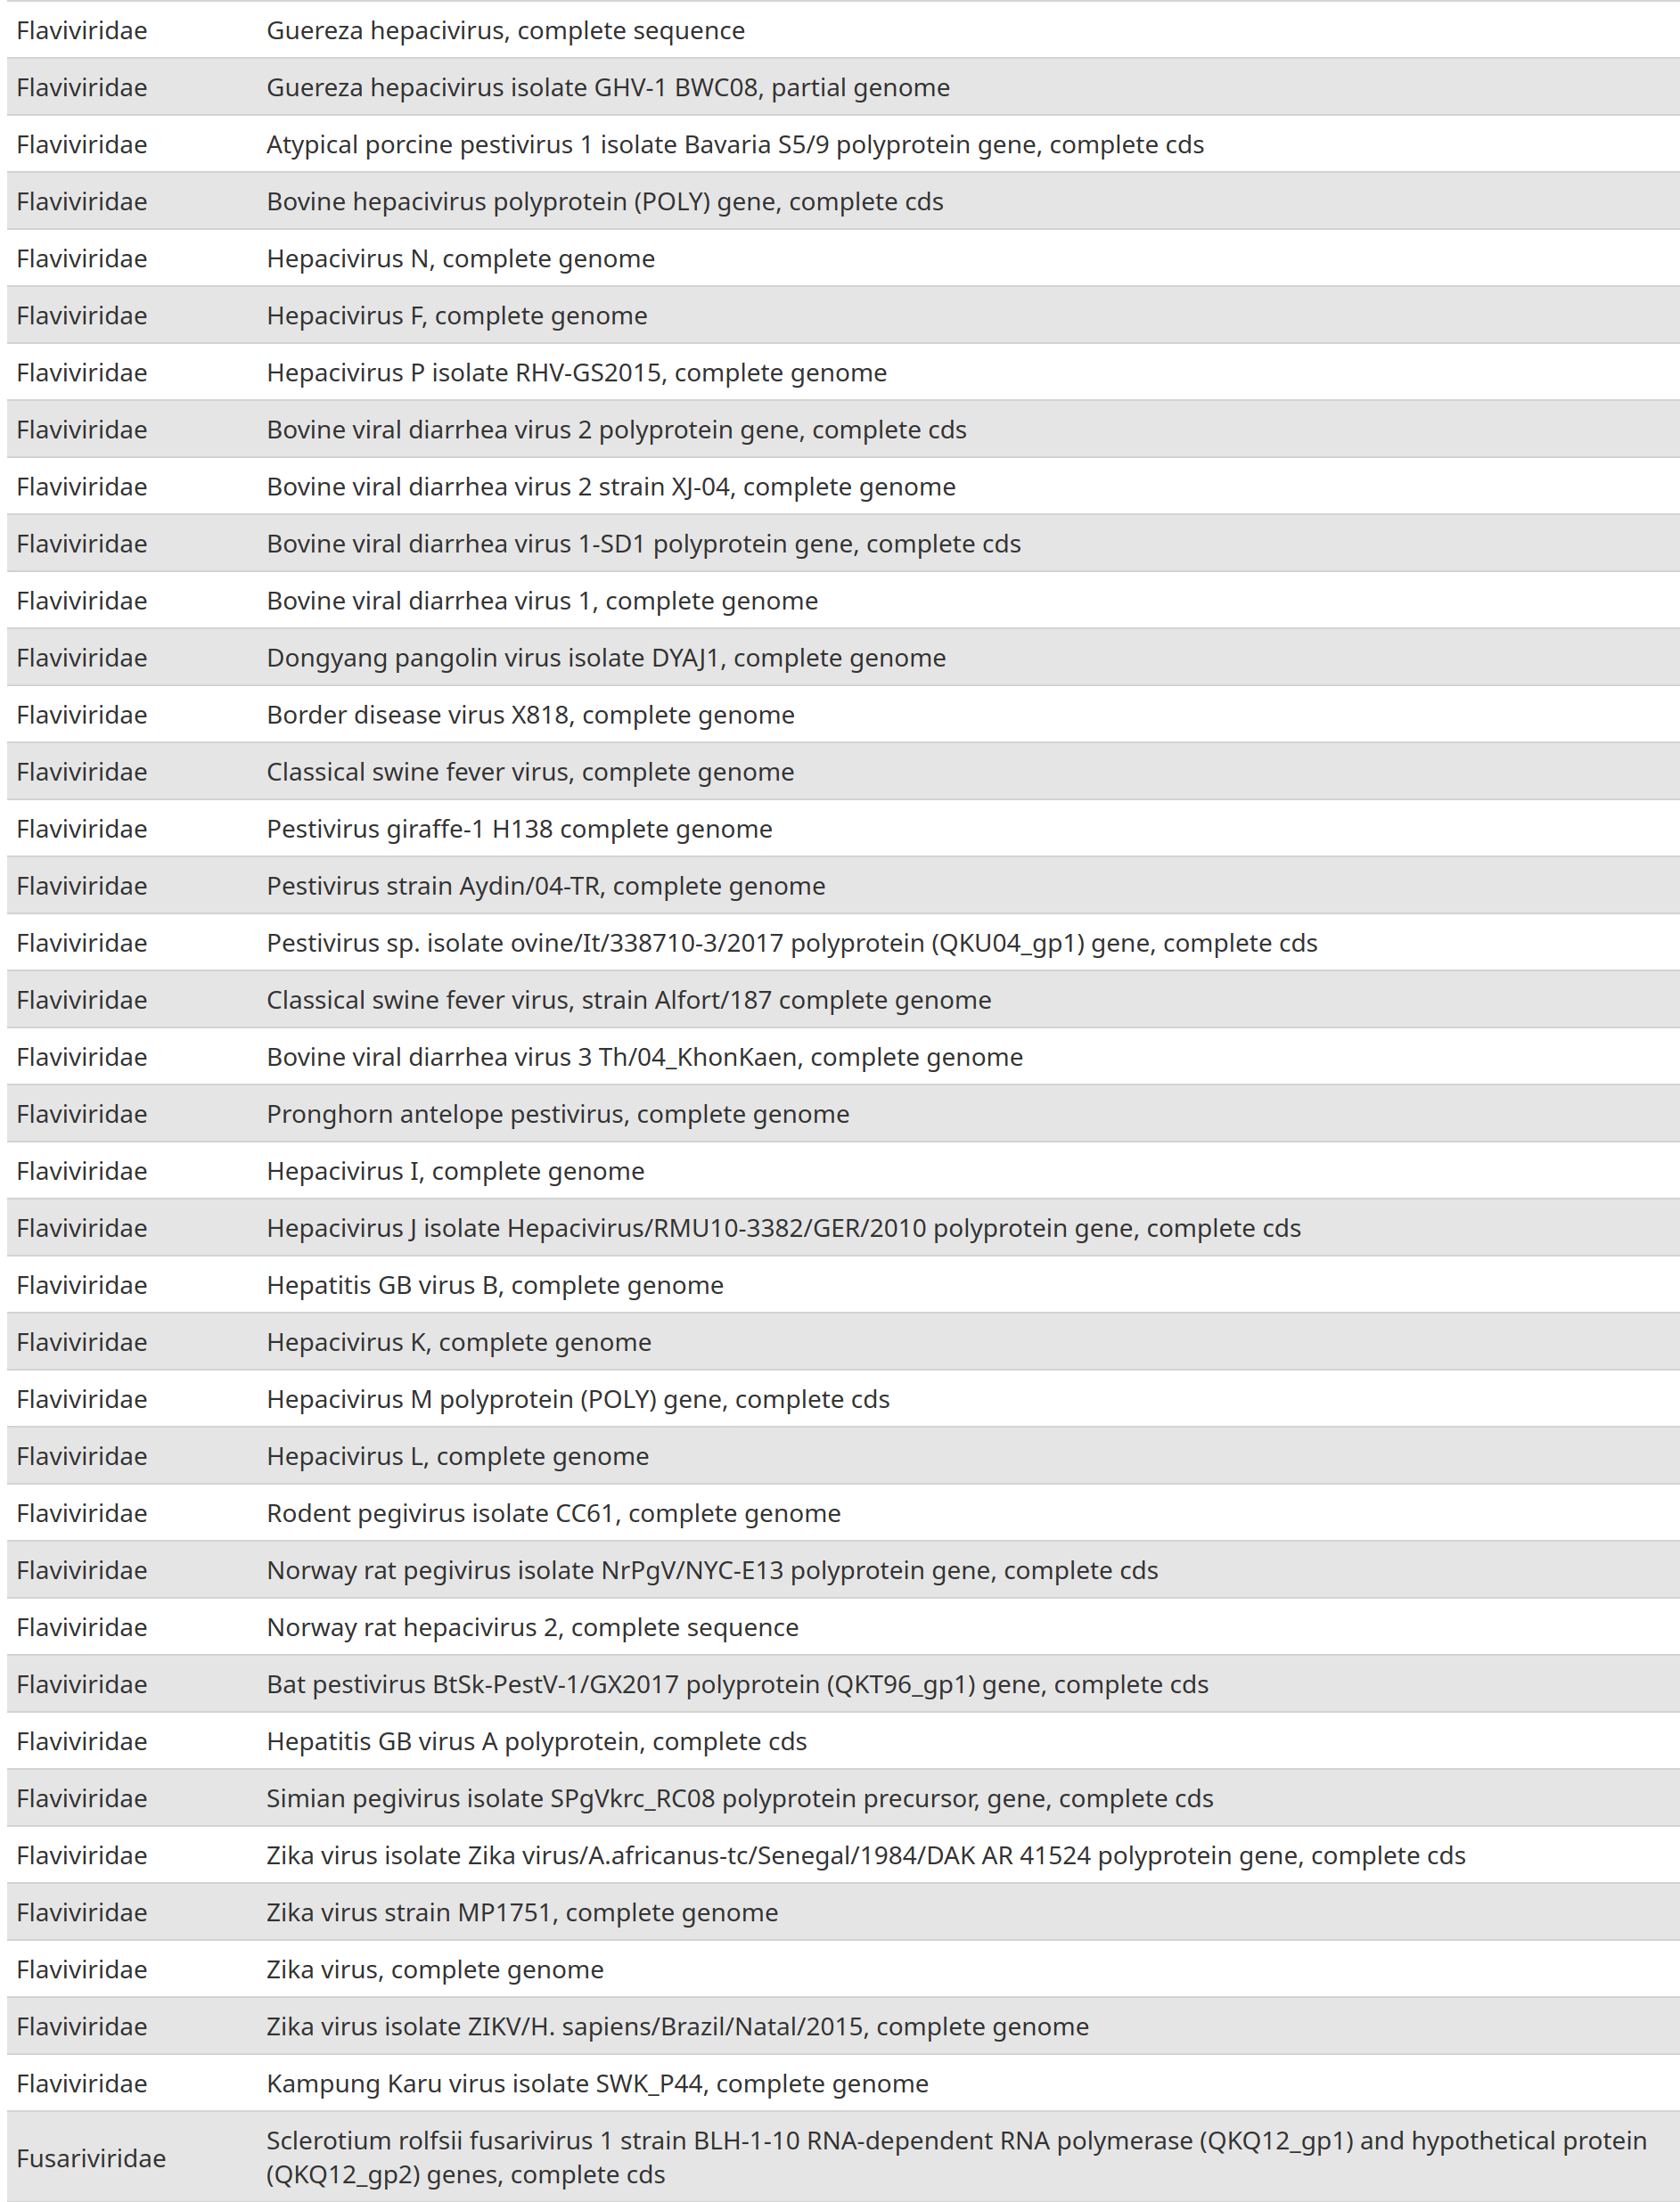 Flaviviridae Guereza hepacivirus, complete sequence
Flaviviridae Guereza hepacivirus isolate GHV-1 BWC08, partial genome
Flaviviridae Atypical porcine pestivirus 1 isolate Bavaria S5/9 polyprotein gene, complete cds
Flaviviridae Bovine hepacivirus polyprotein (POLY) gene, complete cds
Flaviviridae Hepacivirus N, complete genome
Flaviviridae Hepacivirus F, complete genome
Flaviviridae Hepacivirus P isolate RHV-GS2015, complete genome
Flaviviridae Bovine viral diarrhea virus 2 polyprotein gene, complete cds
Flaviviridae Bovine viral diarrhea virus 2 strain XJ-04, complete genome
Flaviviridae Bovine viral diarrhea virus 1-SD1 polyprotein gene, complete cds
Flaviviridae Bovine viral diarrhea virus 1, complete genome
Flaviviridae Dongyang pangolin virus isolate DYAJ1, complete genome
Flaviviridae Border disease virus X818, complete genome
Flaviviridae Classical swine fever virus, complete genome
Flaviviridae Pestivirus giraffe-1 H138 complete genome
Flaviviridae Pestivirus strain Aydin/04-TR, complete genome
Flaviviridae Pestivirus sp. isolate ovine/It/338710-3/2017 polyprotein (QKU04_gp1) gene, complete cds
Flaviviridae Classical swine fever virus, strain Alfort/187 complete genome
Flaviviridae Bovine viral diarrhea virus 3 Th/04_KhonKaen, complete genome
Flaviviridae Pronghorn antelope pestivirus, complete genome
Flaviviridae Hepacivirus I, complete genome
Flaviviridae Hepacivirus J isolate Hepacivirus/RMU10-3382/GER/2010 polyprotein gene, complete cds
Flaviviridae Hepatitis GB virus B, complete genome
Flaviviridae Hepacivirus K, complete genome
Flaviviridae Hepacivirus M polyprotein (POLY) gene, complete cds
Flaviviridae Hepacivirus L, complete genome
Flaviviridae Rodent pegivirus isolate CC61, complete genome
Flaviviridae Norway rat pegivirus isolate NrPgV/NYC-E13 polyprotein gene, complete cds
Flaviviridae Norway rat hepacivirus 2, complete sequence
Flaviviridae Bat pestivirus BtSk-PestV-1/GX2017 polyprotein (QKT96_gp1) gene, complete cds
Flaviviridae Hepatitis GB virus A polyprotein, complete cds
Flaviviridae Simian pegivirus isolate SPgVkrc_RC08 polyprotein precursor, gene, complete cds
Flaviviridae Zika virus isolate Zika virus/A.africanus-tc/Senegal/1984/DAK AR 41524 polyprotein gene, complete cds
Flaviviridae Zika virus strain MP1751, complete genome
Flaviviridae Zika virus, complete genome
Flaviviridae Zika virus isolate ZIKV/H. sapiens/Brazil/Natal/2015, complete genome
Flaviviridae Kampung Karu virus isolate SWK_P44, complete genome
Fusariviridae Sclerotium rolfsii fusarivirus 1 strain BLH-1-10 RNA-dependent RNA polymerase (QKQ12_gp1) and hypothetical protein
(QKQ12_gp2) genes, complete cds